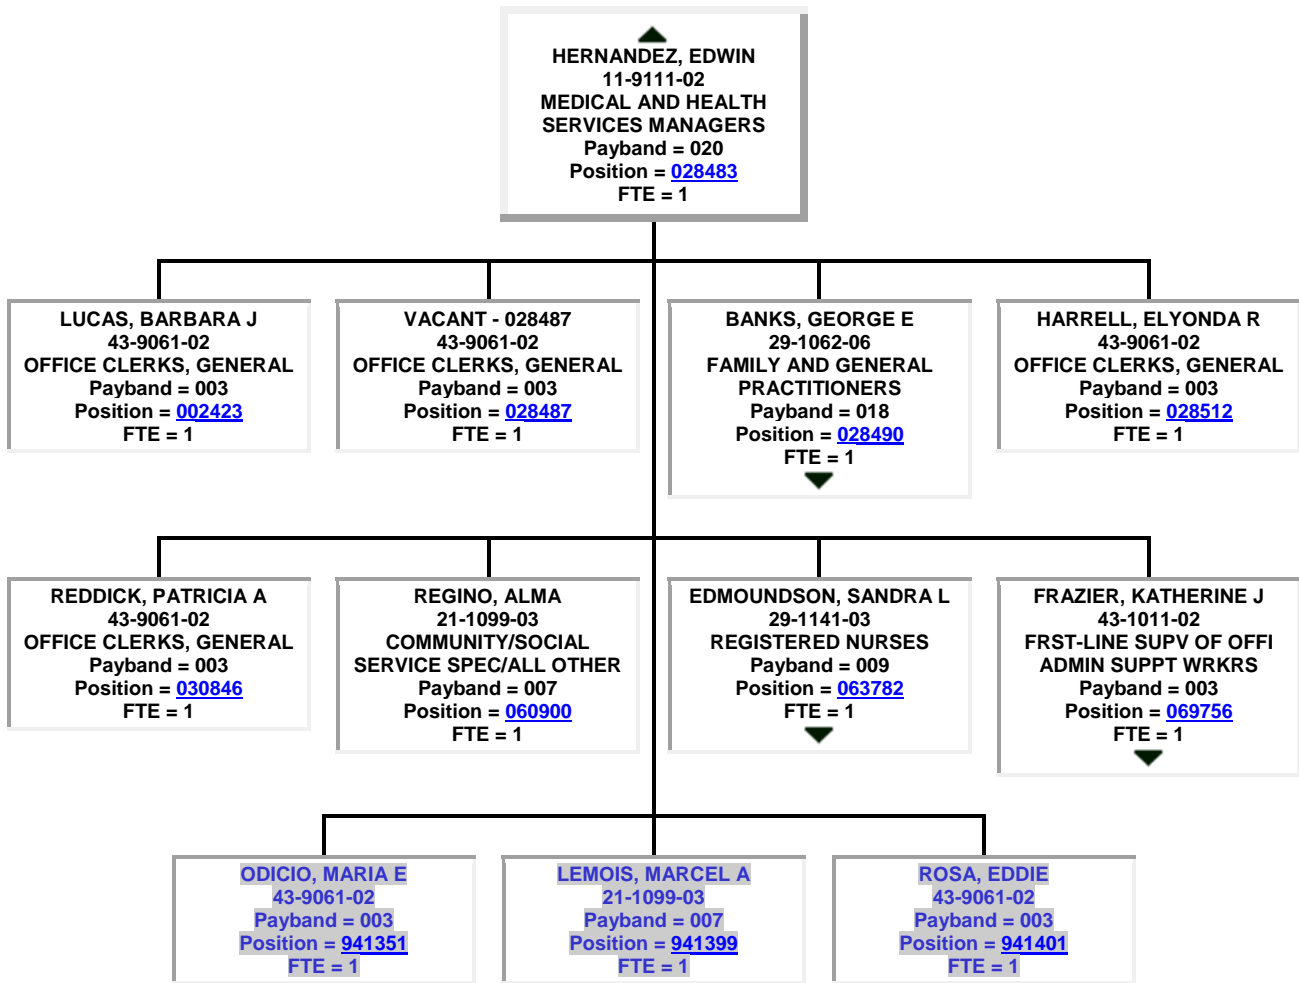 HERNANDEZ, EDWIN
11-9111-02
MEDICAL AND HEALTH
SERVICES MANAGERS
Payband = 020
Position = 028483
FTE = 1
LUCAS, BARBARA J
43-9061-02
OFFICE CLERKS, GENERAL
Payband = 003
Position = 002423
FTE = 1
VACANT - 028487
43-9061-02
OFFICE CLERKS, GENERAL
Payband = 003
Position = 028487
FTE = 1
BANKS, GEORGE E
29-1062-06
FAMILY AND GENERAL
PRACTITIONERS
Payband = 018
Position = 028490
FTE = 1
HARRELL, ELYONDA R
43-9061-02
OFFICE CLERKS, GENERAL
Payband = 003
Position = 028512
FTE = 1
REDDICK, PATRICIA A
43-9061-02
OFFICE CLERKS, GENERAL
Payband = 003
Position = 030846
FTE = 1
REGINO, ALMA
21-1099-03
COMMUNITY/SOCIAL
SERVICE SPEC/ALL OTHER
Payband = 007
Position = 060900
FTE = 1
EDMOUNDSON, SANDRA L
29-1141-03
REGISTERED NURSES
Payband = 009
Position = 063782
FTE = 1
FRAZIER, KATHERINE J
43-1011-02
FRST-LINE SUPV OF OFFI
ADMIN SUPPT WRKRS
Payband = 003
Position = 069756
FTE = 1
ODICIO, MARIA E
43-9061-02
Payband = 003
Position = 941351
FTE = 1
LEMOIS, MARCEL A
21-1099-03
Payband = 007
Position = 941399
FTE = 1
ROSA, EDDIE
43-9061-02
Payband = 003
Position = 941401
FTE = 1